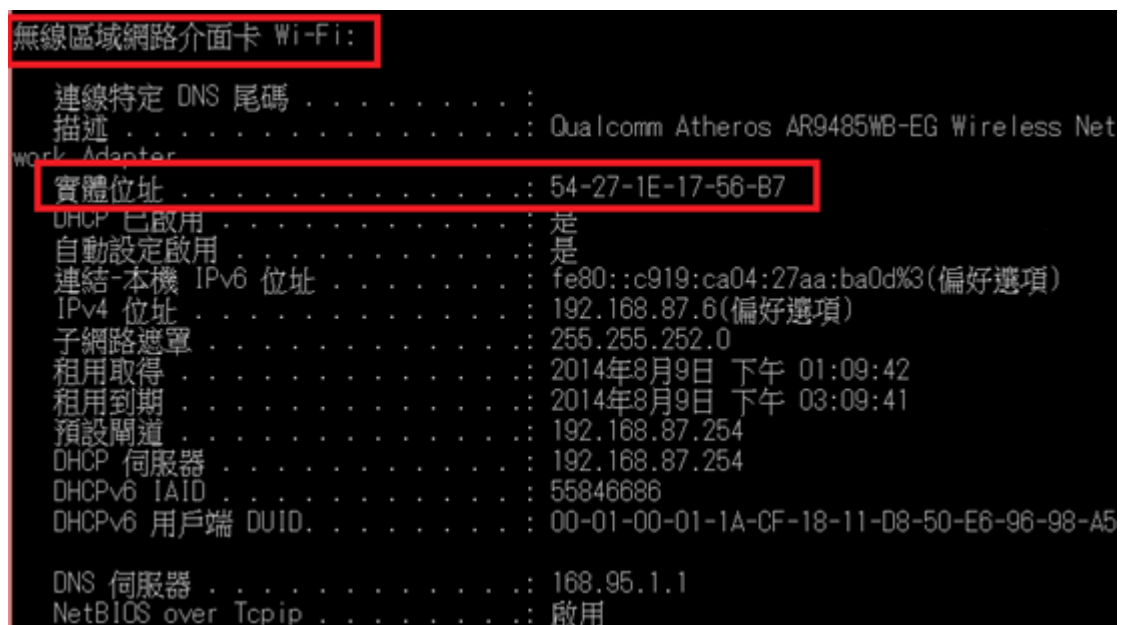 無線區域網路介面卡 Wi-Fi:
連線特定 DNS 尾碼 . . . . . . . . . :
描述 . . . . . . . . . . . . . . .: Qualcomm Atheros AR9485WB-EG Wireless Net
work Adapter
實體位址 . . . . . . . . . . . . .: 54-27-1E-17-56-B7
DHCP 已啟用 . . . . . . . . . . . : 是
自動設定啟用 . . . . . . . . . . .: 是
連結-本機 IPv6 位址 . . . . . . . : fe80::c919:ca04:27aa:ba0d%3(偏好選項)
IPv4 位址 . . . . . . . . . . . . : 192.168.87.6(偏好選項)
子網路遮罩 . . . . . . . . . . . .: 255.255.252.0
租用取得 . . . . . . . . . . . . .: 2014年8月9日 下午 01:09:42
租用到期 . . . . . . . . . . . . .: 2014年8月9日 下午 03:09:41
預設閘道 . . . . . . . . . . . . .: 192.168.87.254
DHCP 伺服器 . . . . . . . . . . . : 192.168.87.254
DHCPv6 IAID . . . . . . . . . . . : 55846686
DHCPv6 用戶端 DUID. . . . . . . . : 00-01-00-01-1A-CF-18-11-D8-50-E6-96-98-A5
DNS 伺服器 . . . . . . . . . . . .: 168.95.1.1
NetBIOS over Tcpip . . . . . . . .: 啟用